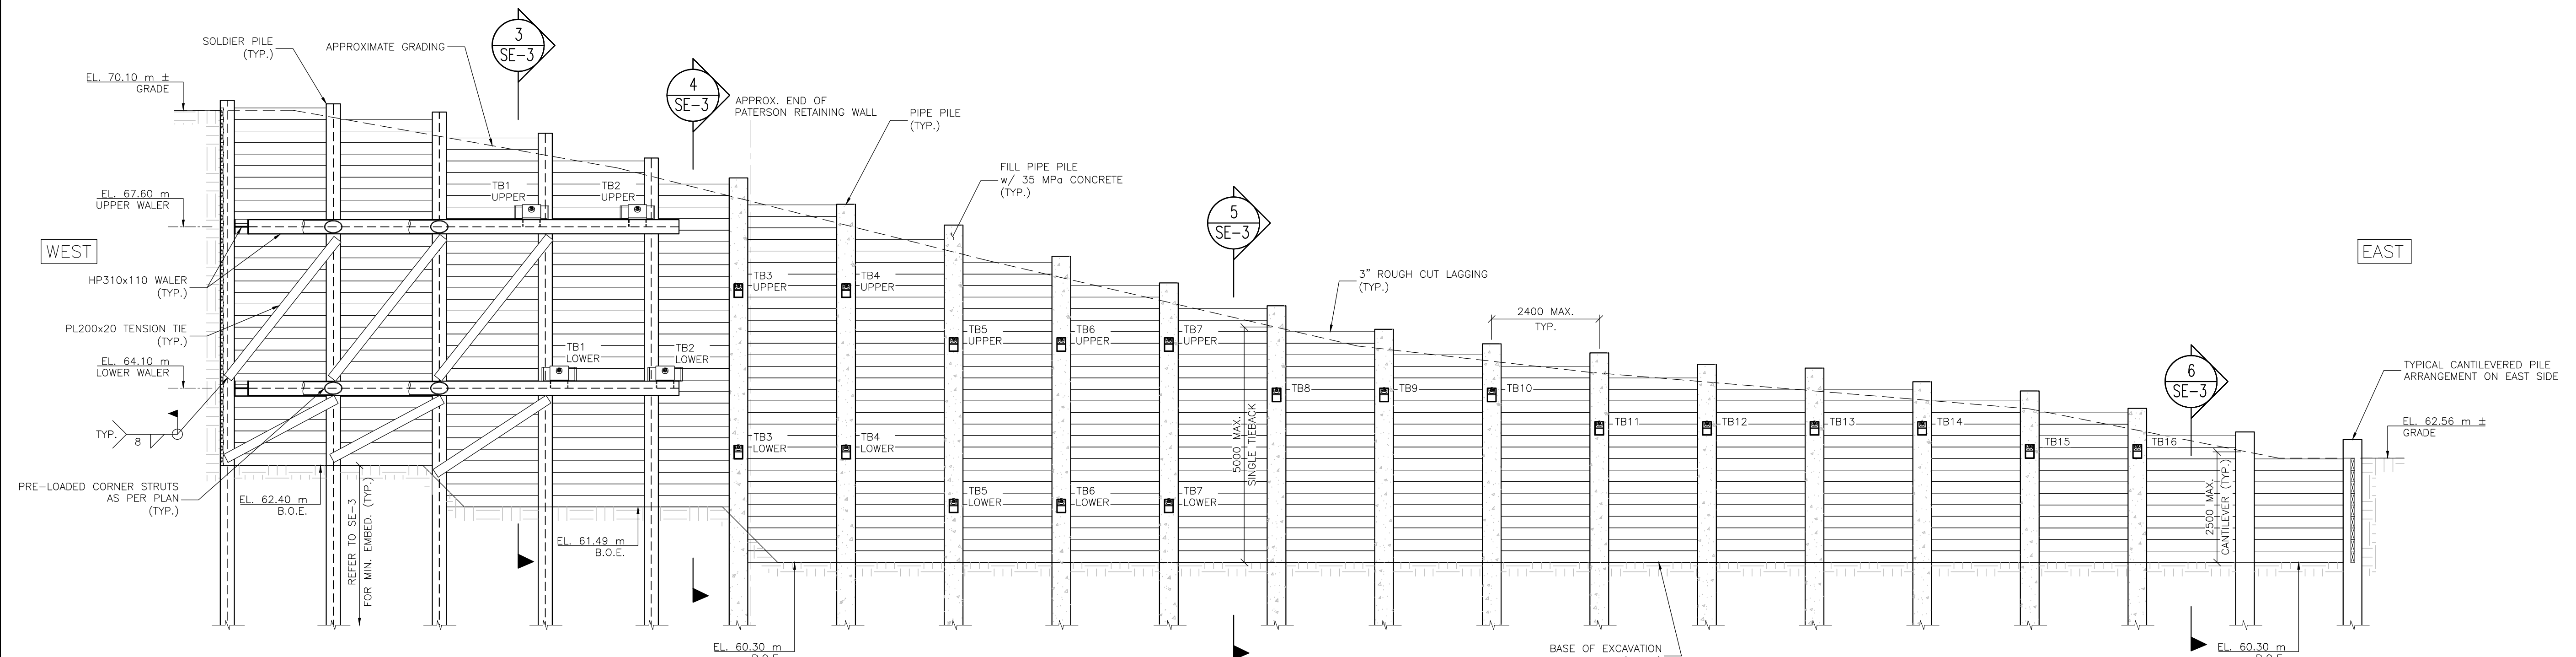 3
SE-3
4
SE-3
SOLDIER PILE
(TYP.)
APPROXIMATE GRADING
EL. 70.10 m ±
GRADE
APPROX. END OF
PATERSON RETAINING WALL
PIPE PILE
(TYP.)
FILL PIPE PILE
w/ 35 MPa CONCRETE
(TYP.)
EL. 67.60 m
UPPER WALER
TB1
UPPER
TB2
UPPER
5
SE-3
WEST
EAST
HP310x110 WALER
(TYP.)
TB3
UPPER
TB4
UPPER
3" ROUGH CUT LAGGING
(TYP.)
2400 MAX.
TYP.
PL200x20 TENSION TIE
(TYP.)
TB5
UPPER
TB6
UPPER
TB7
UPPER
EL. 64.10 m
LOWER WALER
TB1
LOWER
TB2
LOWER
6
SE-3
TYPICAL CANTILEVERED PILE
ARRANGEMENT ON EAST SIDE
TB8
TB9
TB10
TB11
TB12
TB13
TB14
TB15
TB16
EL. 62.56 m ±
GRADE
TYP.
8
TB3
LOWER
TB4
LOWER
5000 MAX.
SINGLE TIEBACK
2500 MAX.
CANTILEVER (TYP.)
PRE-LOADED CORNER STRUTS
AS PER PLAN
(TYP.)
EL. 62.40 m
B.O.E.
REFER TO SE-3
FOR MIN. EMBED. (TYP.)
TB5
LOWER
TB6
LOWER
TB7
LOWER
EL. 61.49 m
B.O.E.
EL. 60.30 m
B.O.E.
BASE OF EXCAVATION
EL. 60.30 m
B.O.E.